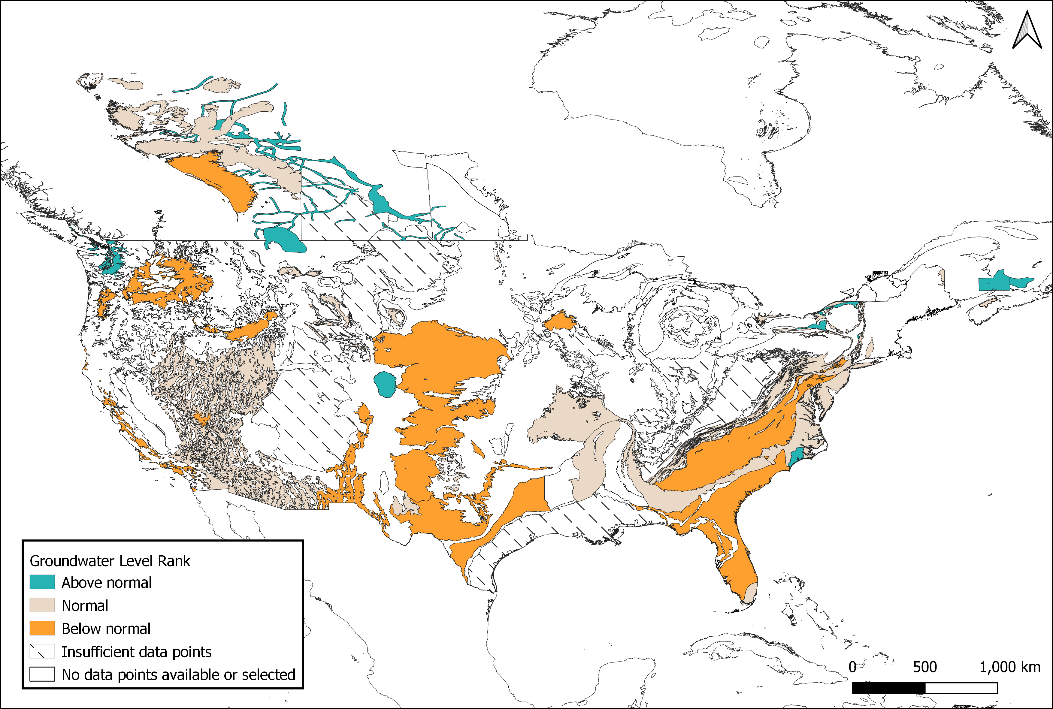 Groundwater Level Rank
Above normal
Normal
Below normal
Insufficient data points
No data points available or selected
0 500 1,000 km